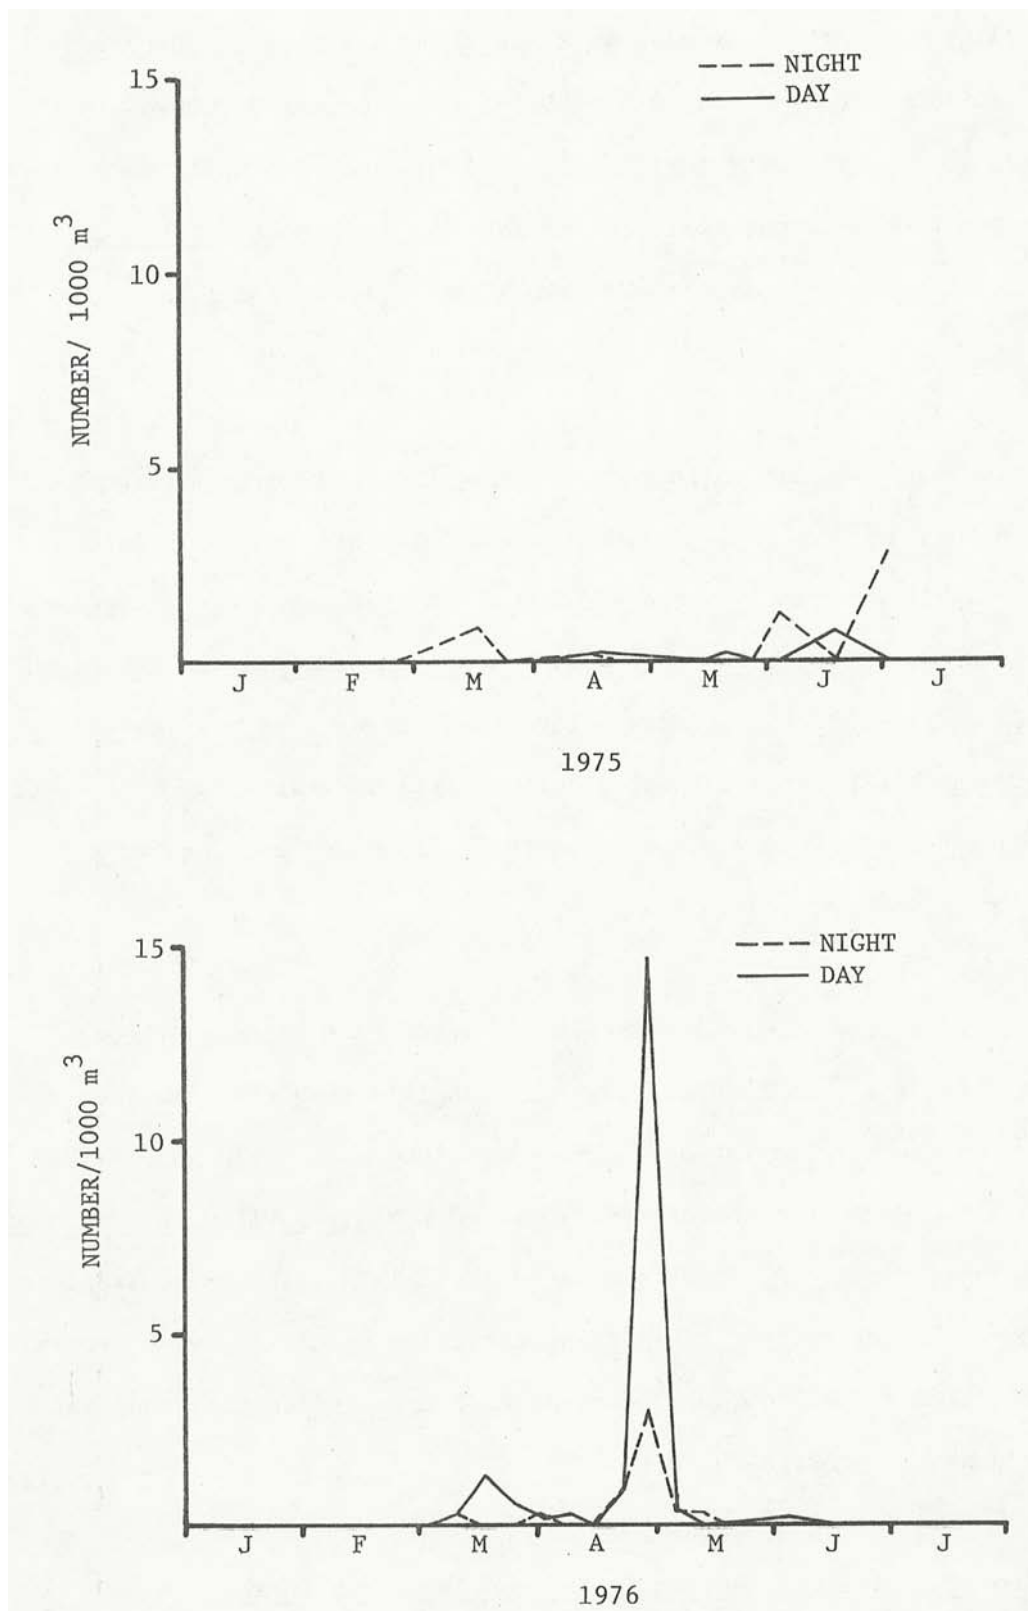 15
NIGHT
DAY
NUMBER/ 1000 m³
10
5
J F M A M J J
1975
15
NIGHT
DAY
NUMBER/1000 m³
10
5
J F M A M J J
1976